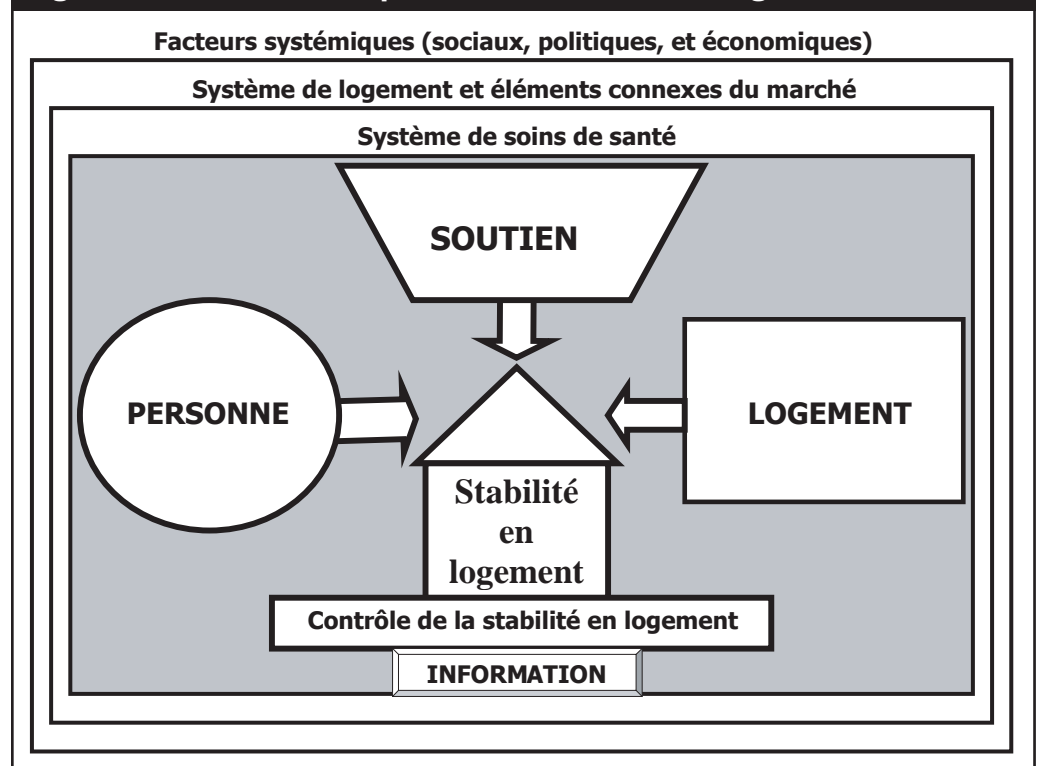 Facteurs systémiques (sociaux, politiques, et économiques)
Système de logement et éléments connexes du marché
Système de soins de santé
SOUTIEN
PERSONNE
LOGEMENT
Stabilité
en
logement
Contrôle de la stabilité en logement
INFORMATION